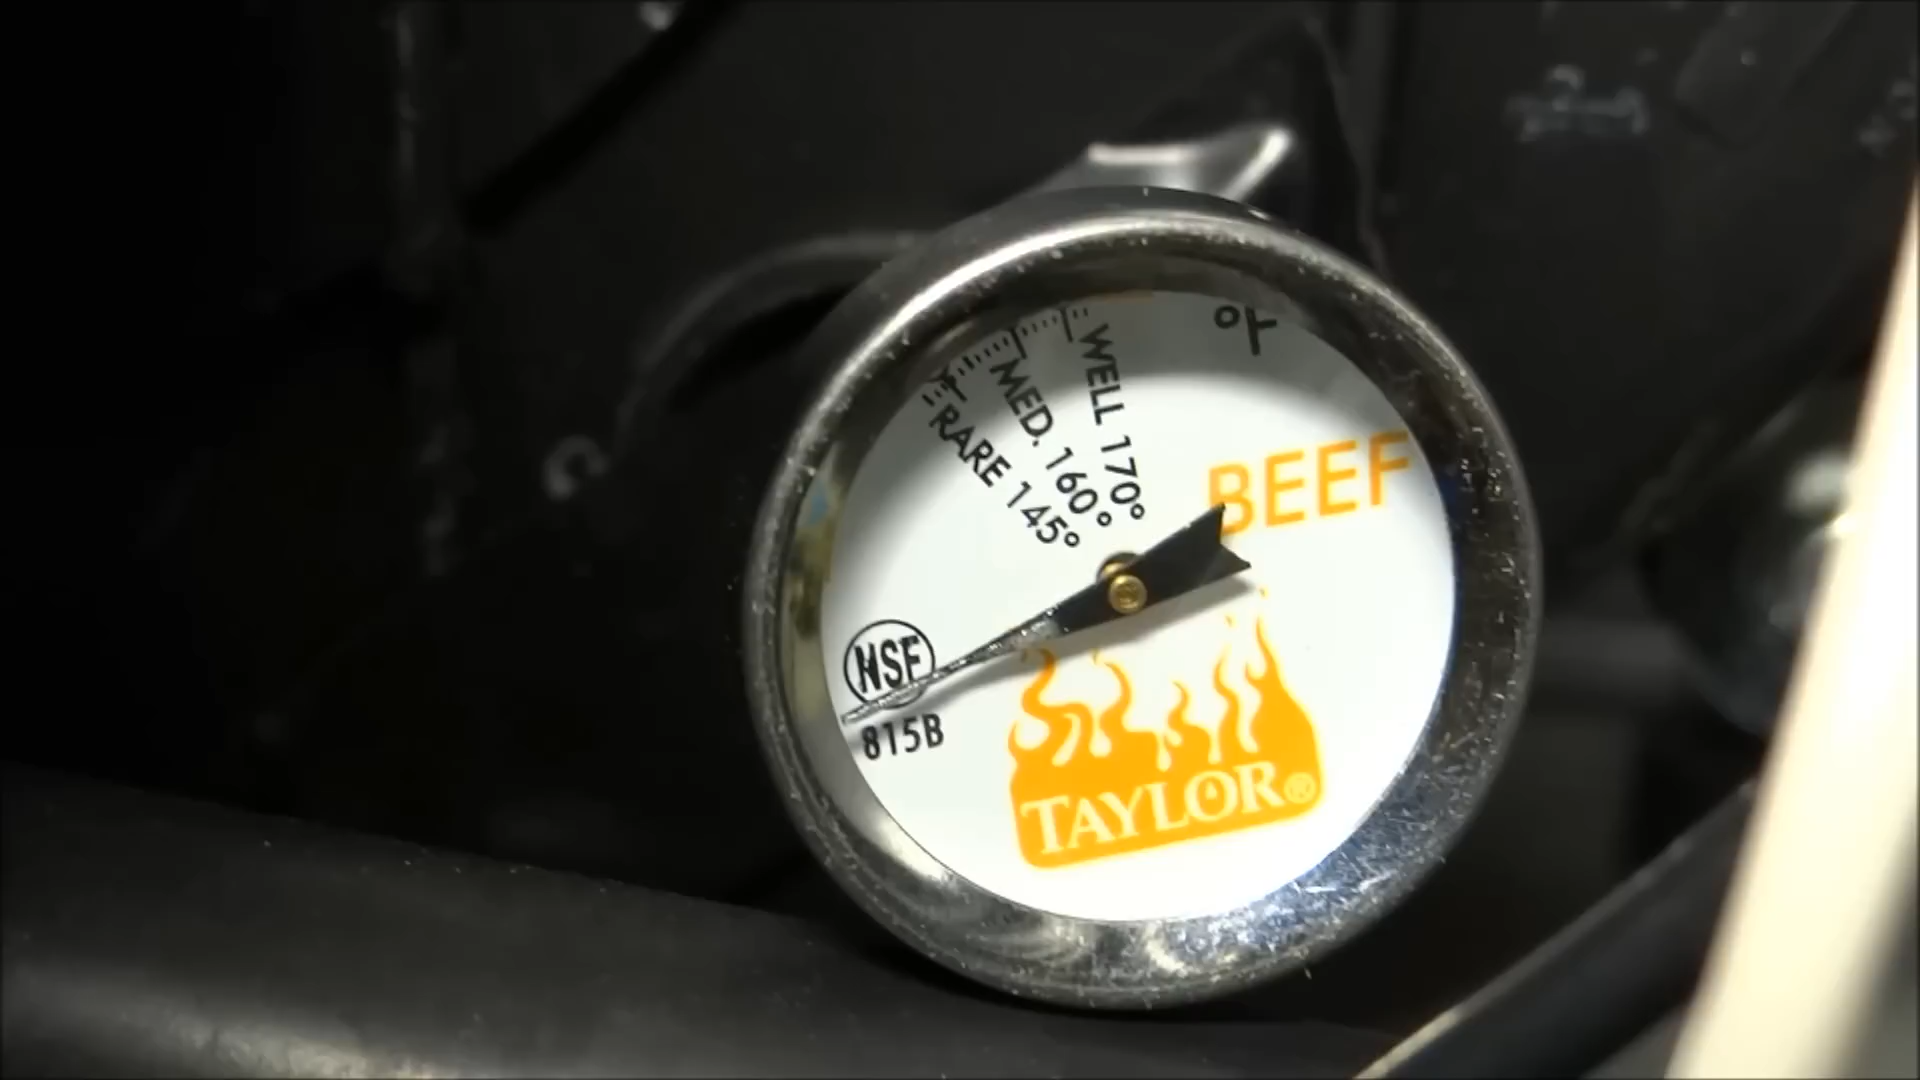 °F
WELL 170°
MED. 160°
RARE 145°
BEEF
NSF
815B
TAYLOR®